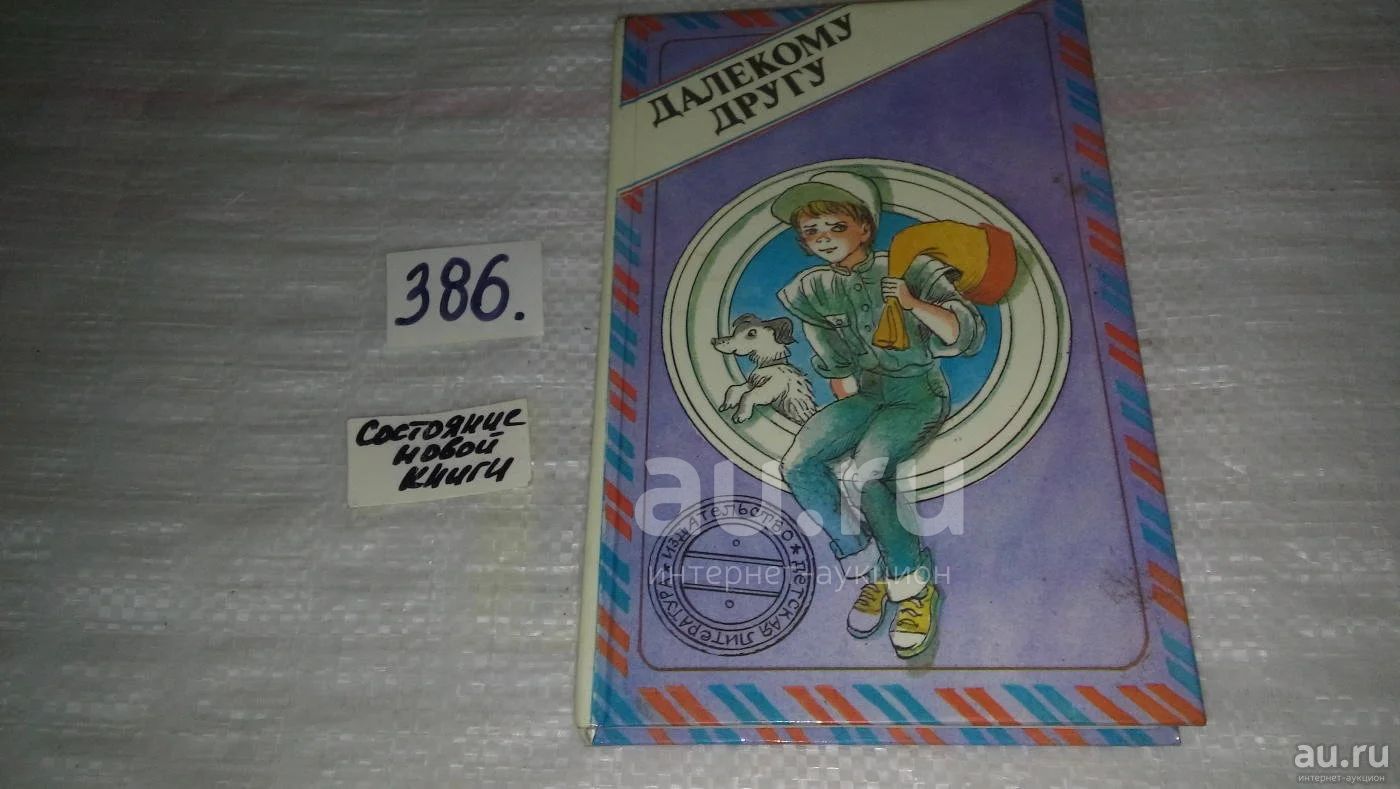 ДАЛЕКОМУ
ДРУГУ
386.
Состояние
новой
книги
ИЗДАТЕЛЬСТВО ★ ДЕТСКАЯ ЛИТЕРАТУРА ★
au.ru
интернет-аукцион
au.ru
интернет-аукцион